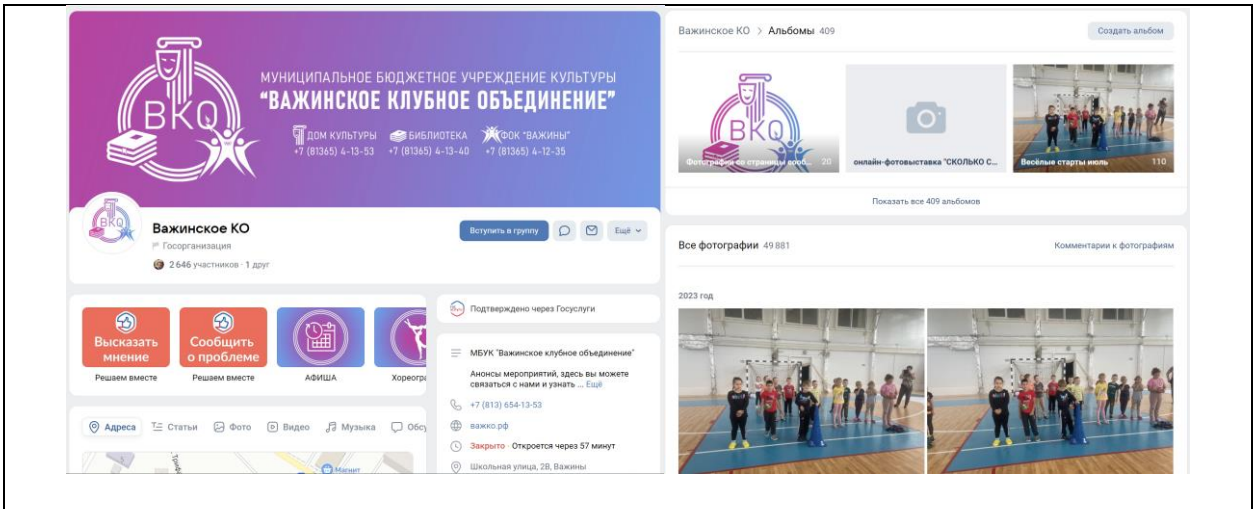 ВКО
МУНИЦИПАЛЬНОЕ БЮДЖЕТНОЕ УЧРЕЖДЕНИЕ КУЛЬТУРЫ
"ВАЖИНСКОЕ КЛУБНОЕ ОБЪЕДИНЕНИЕ"
ДОМ КУЛЬТУРЫ БИБЛИОТЕКА ФОК "ВАЖИНЫ"
+7 (81365) 4-13-53 +7 (81365) 4-13-40 +7 (81365) 4-12-35
ВКО
Важинское КО
Госорганизация
2 646 участников · 1 друг
Вступить в группу
Ещё
Высказать мнение
Сообщить о проблеме
Решаем вместе Решаем вместе АФИША Хореогра
Адреса Статьи Фото Видео Музыка Обсу
Магнит
Подтверждено через Госуслуги
МБУК "Важинское клубное объединение"
Анонсы мероприятий, здесь вы можете
связаться с нами и узнать ... Ещё
+7 (813) 654-13-53
важко.рф
Закрыто · Откроется через 57 минут
Школьная улица, 2В, Важины
Важинское КО > Альбомы 409
Создать альбом
ВКО
Фотографии со страницы сооб... 20
онлайн-фотовыставка "СКОЛЬКО С...
Весёлые старты июль 110
Показать все 409 альбомов
Все фотографии 49 881
Комментарии к фотографиям
2023 год